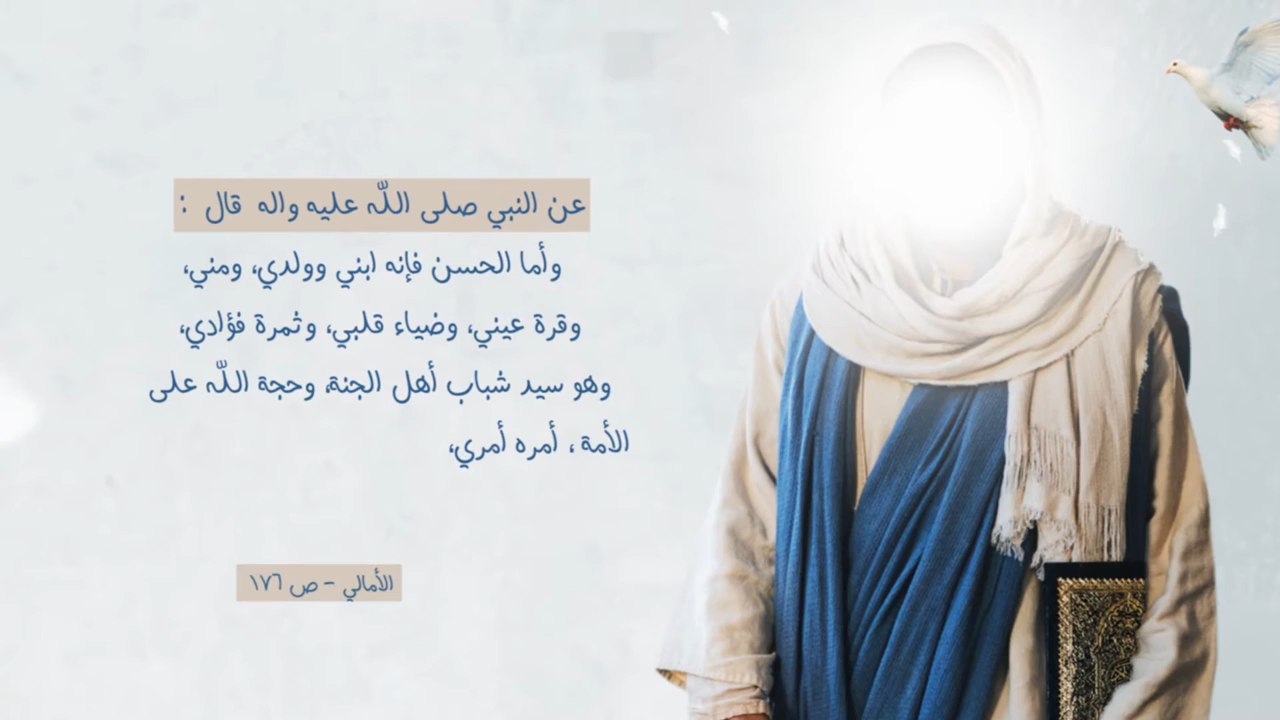 عن النبي صلى الله عليه واله قال :
وأما الحسن فإنه ابني وولدي، ومني،
وقرة عيني، وضياء قلبي، وثمرة فؤادي،
وهو سيد شباب أهل الجنة، وحجة الله على
الأمة ، أمره أمري،
الأمالي - ص ١٧٦